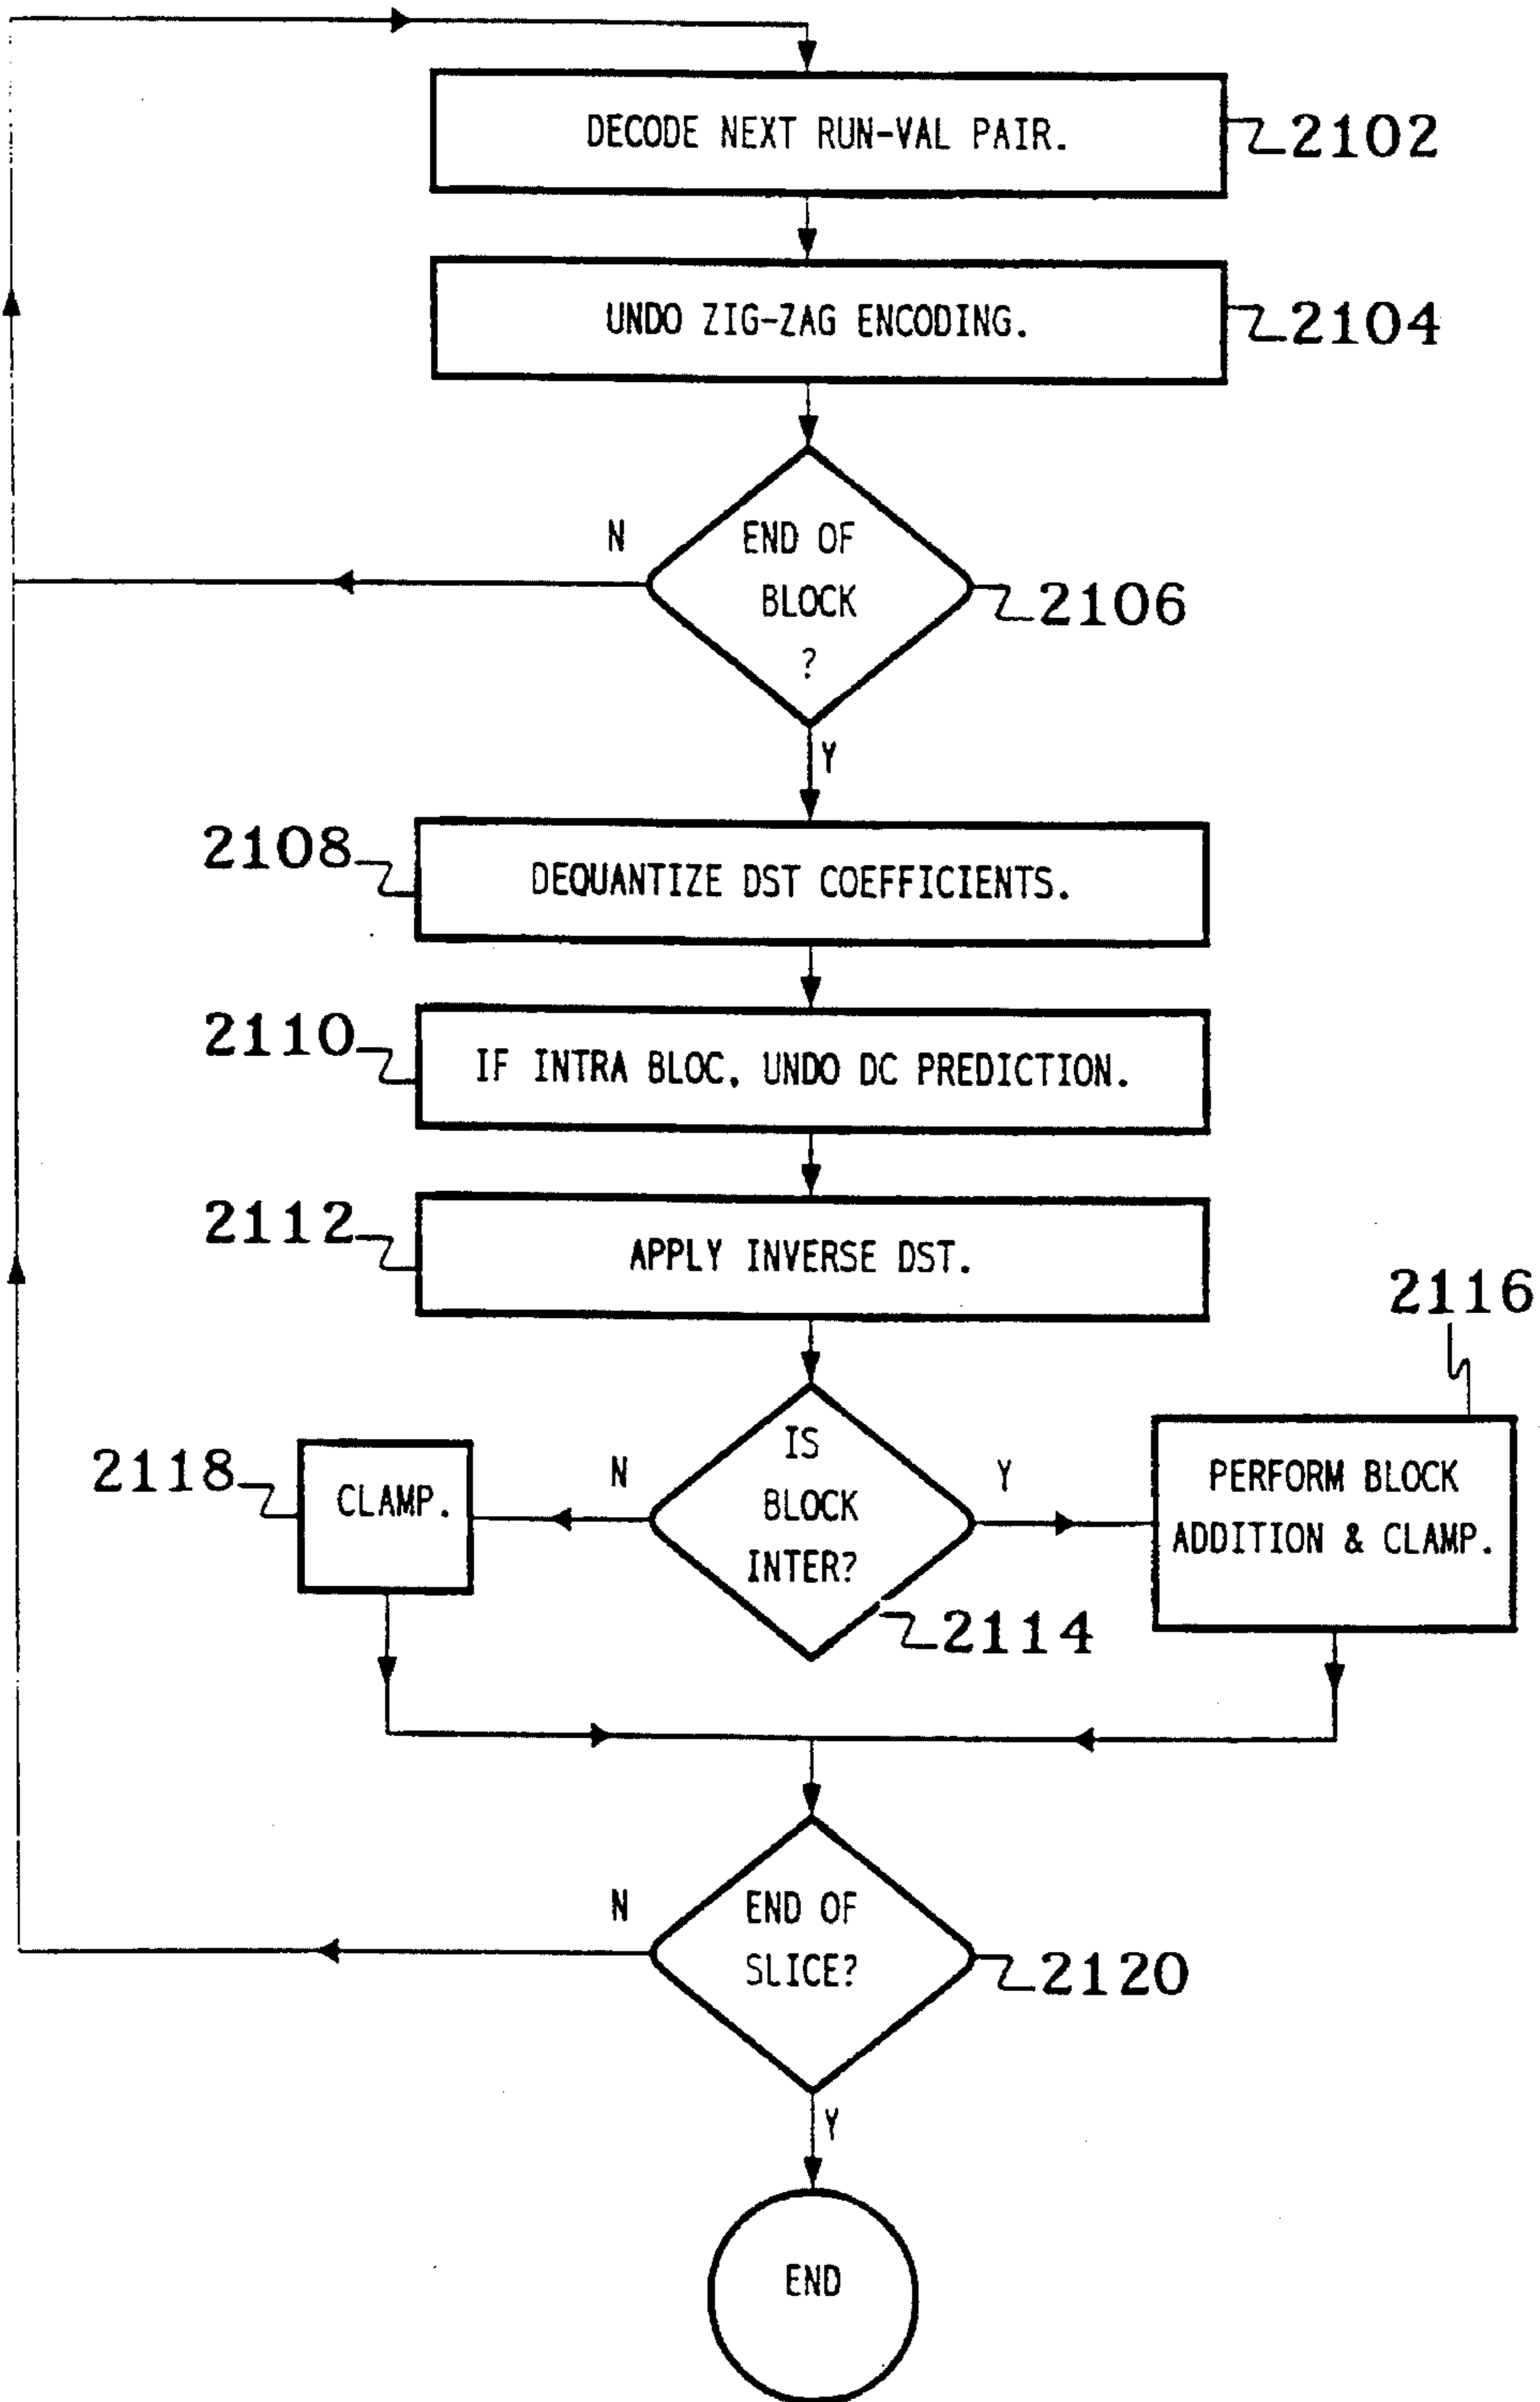 DECODE NEXT RUN-VAL PAIR.
2102
UNDO ZIG-ZAG ENCODING.
2104
N
END OF
BLOCK
?
2106
Y
2108
DEQUANTIZE DST COEFFICIENTS.
2110
IF INTRA BLOC, UNDO DC PREDICTION.
2112
APPLY INVERSE DST.
2116
2118
CLAMP.
N
IS
BLOCK
INTER?
Y
PERFORM BLOCK
ADDITION & CLAMP.
2114
N
END OF
SLICE?
2120
Y
END